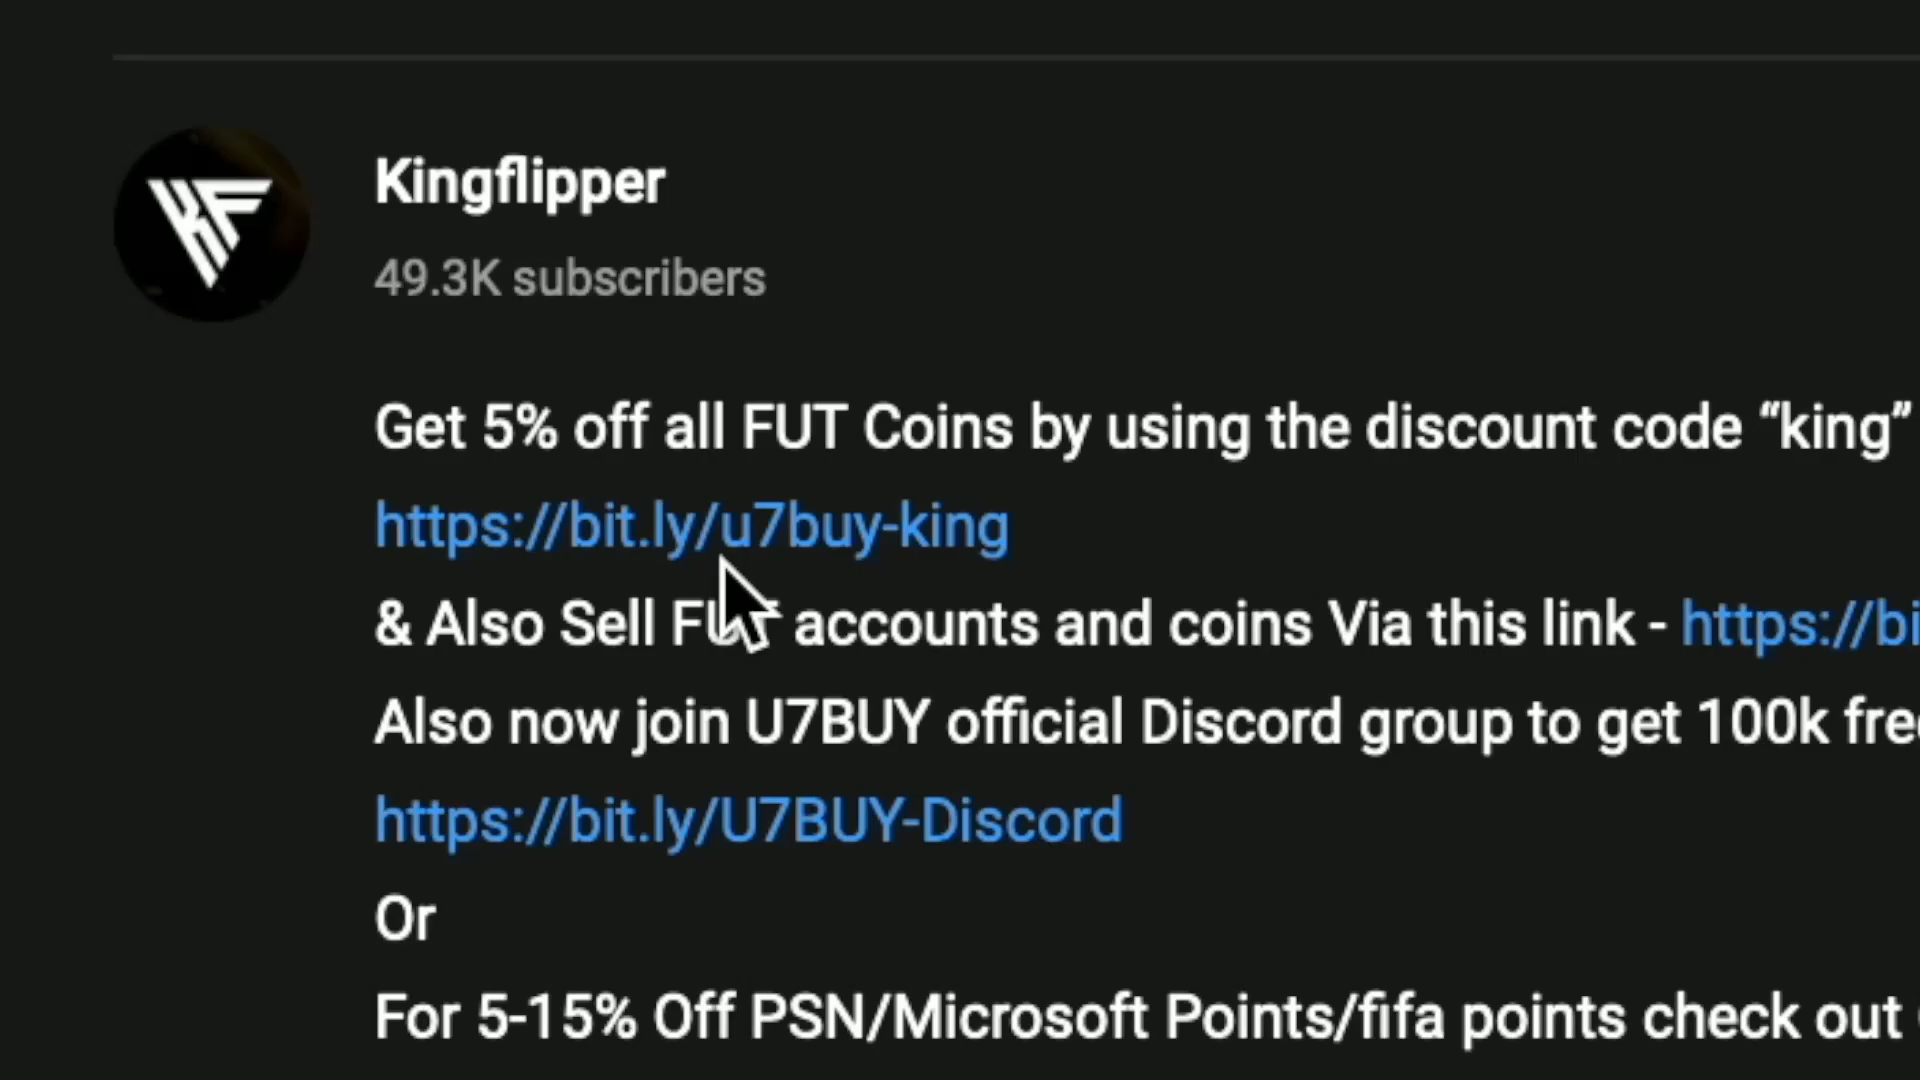 KF
Kingflipper
49.3K subscribers
Get 5% off all FUT Coins by using the discount code “king”
https://bit.ly/u7buy-king
& Also Sell FUT accounts and coins Via this link - https://bi
Also now join U7BUY official Discord group to get 100k free
https://bit.ly/U7BUY-Discord
Or
For 5-15% Off PSN/Microsoft Points/fifa points check out